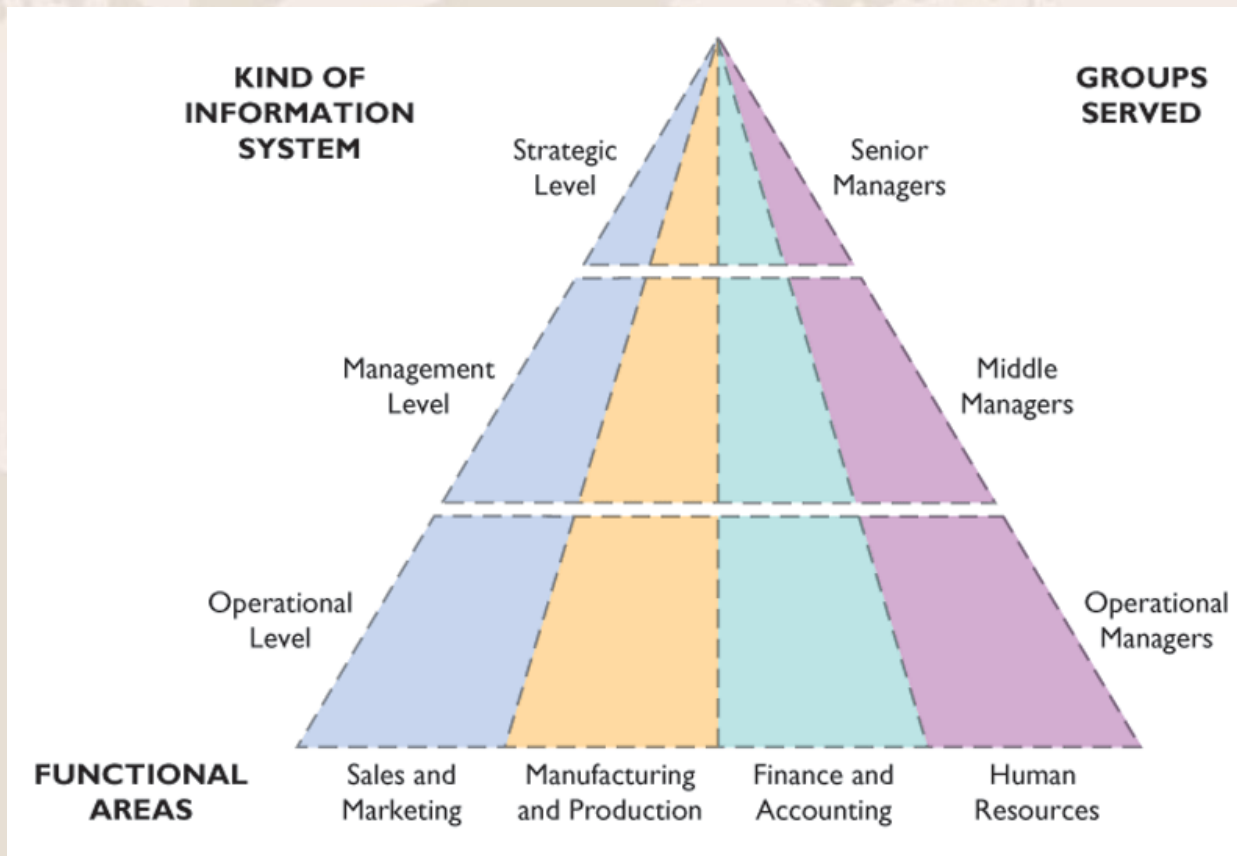 KIND OF
INFORMATION
SYSTEM
GROUPS
SERVED
Strategic
Level
Senior
Managers
Management
Level
Middle
Managers
Operational
Level
Operational
Managers
FUNCTIONAL
AREAS
Sales and
Marketing
Manufacturing
and Production
Finance and
Accounting
Human
Resources